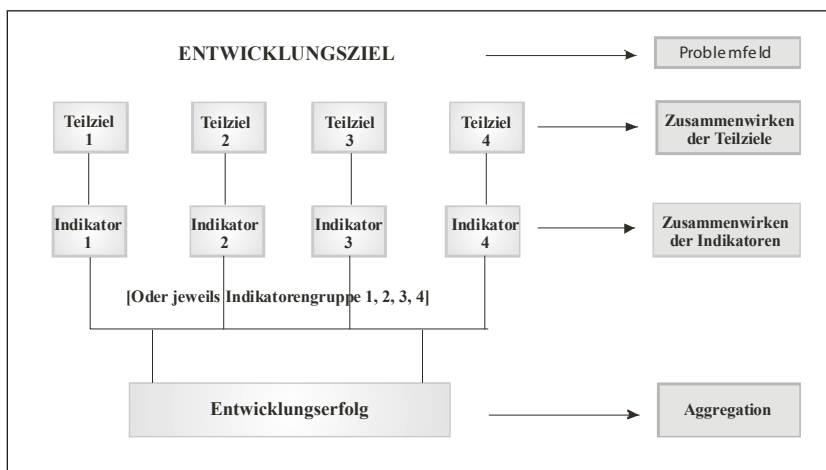 ENTWICKLUNGSZIEL
Problemfeld
Teilziel
1
Teilziel
2
Teilziel
3
Teilziel
4
Zusammenwirken
der Teilziele
Indikator
1
Indikator
2
Indikator
3
Indikator
4
Zusammenwirken
der Indikatoren
[Oder jeweils Indikatorengruppe 1, 2, 3, 4]
Entwicklungserfolg
Aggregation